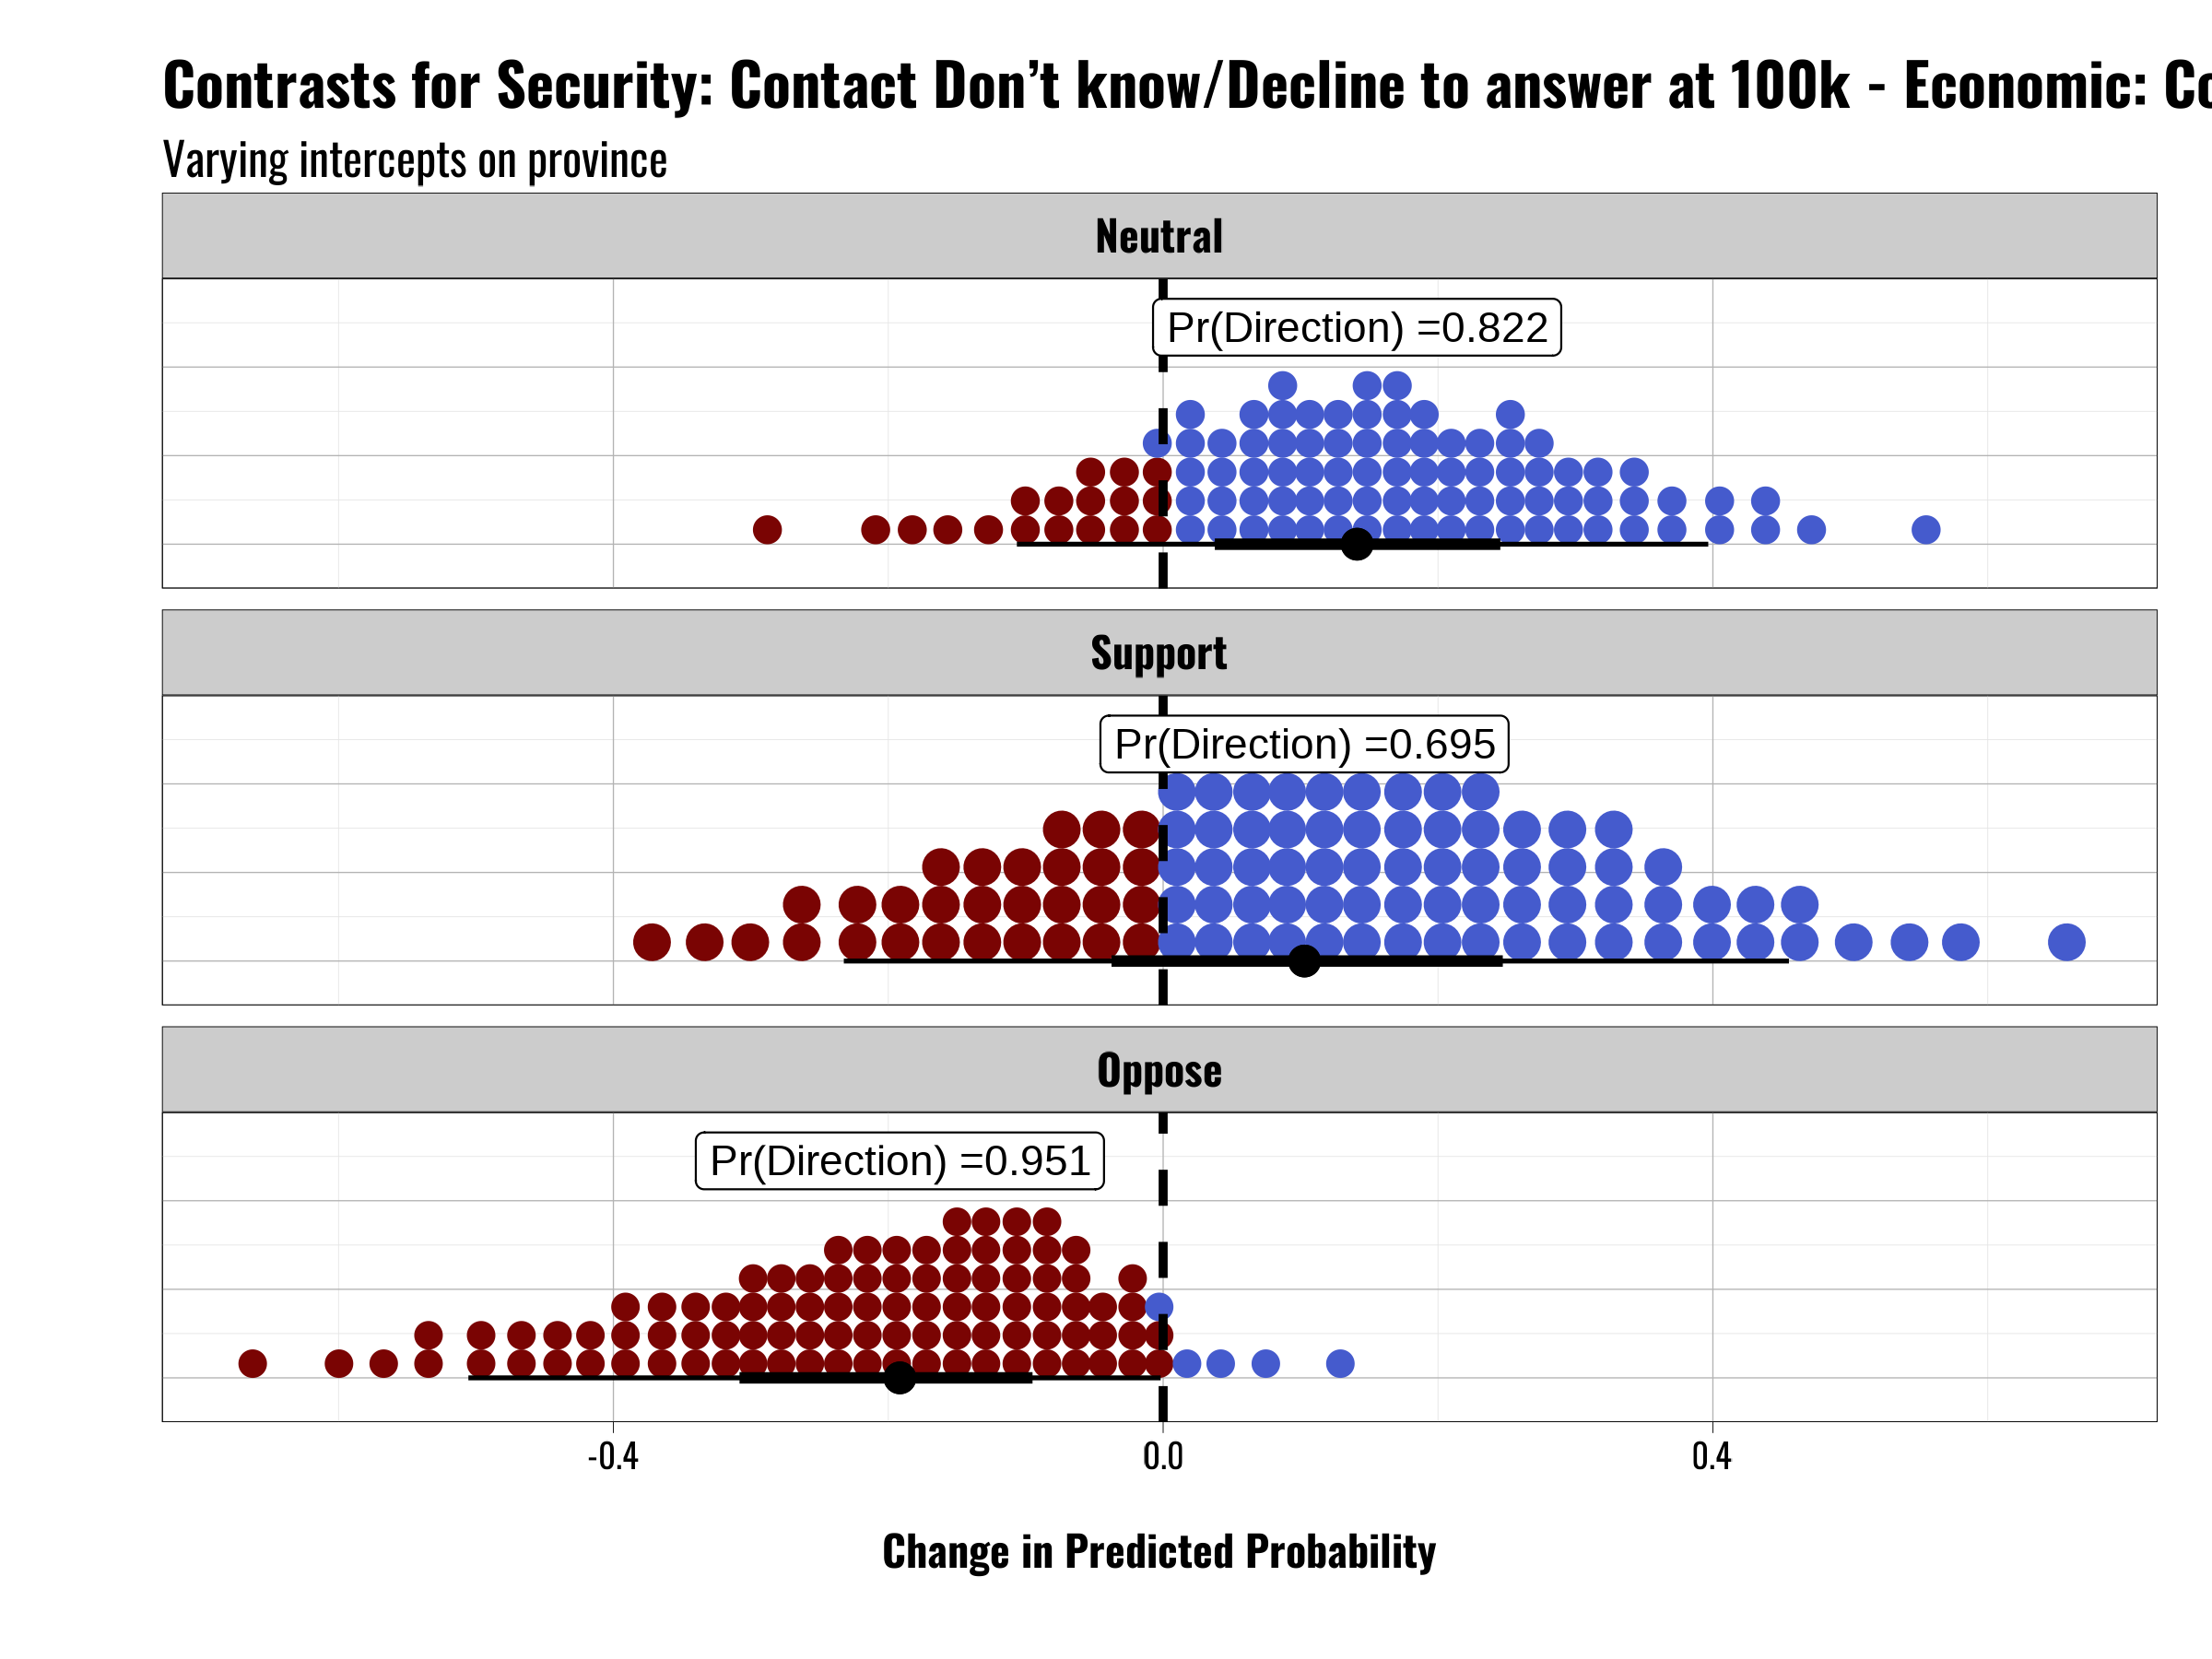 Contrasts for Security: Contact Don’t know/Decline to answer at 100k - Economic:
Varying intercepts on province
Neutral
Pr(Direction) =0.822
Support
Pr(Direction) =0.695
Oppose
Pr(Direction) =0.951
-0.4 0.0 0.4
Change in Predicted Probability